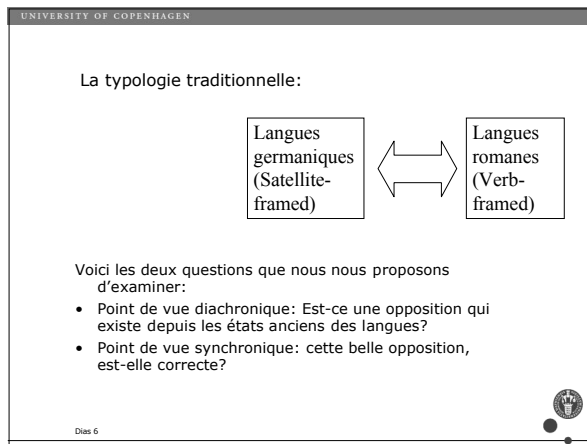 UNIVERSITY OF COPENHAGEN
La typologie traditionnelle:
Langues
germaniques
(Satellite-
framed)
Langues
romanes
(Verb-
framed)
Voici les deux questions que nous nous proposons
d'examiner:
• Point de vue diachronique: Est-ce une opposition qui
existe depuis les états anciens des langues?
• Point de vue synchronique: cette belle opposition,
est-elle correcte?
Dias 6